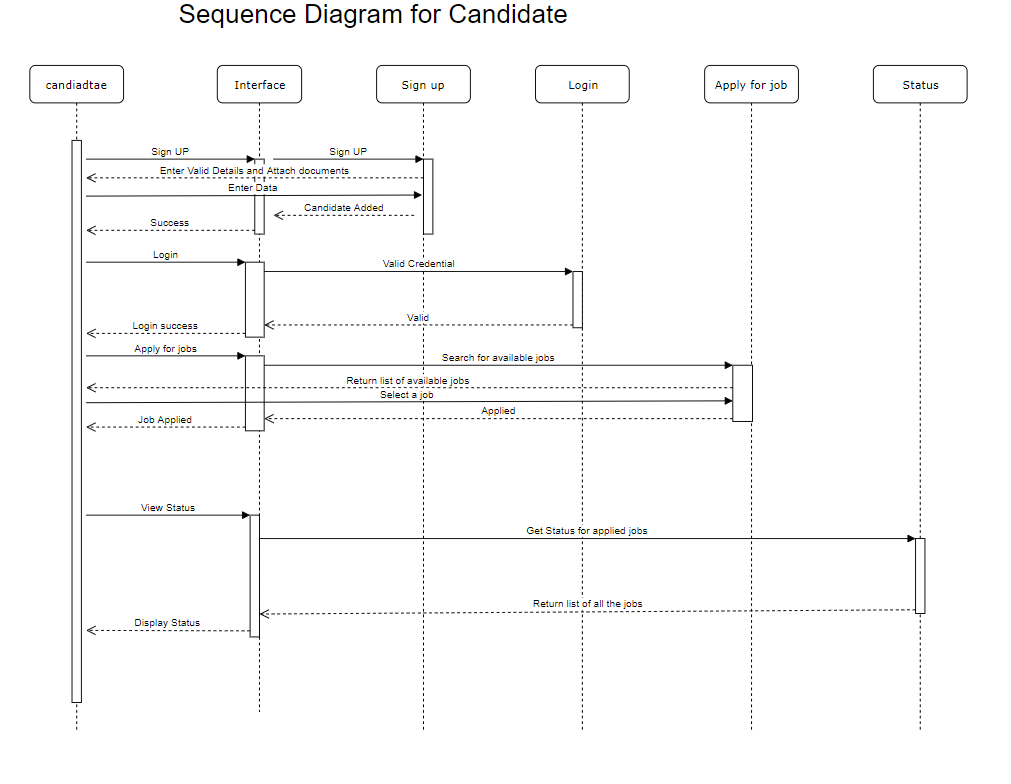 Sequence Diagram for Candidate
candiadtae
Interface
Sign up
Login
Apply for job
Status
Sign UP
Sign UP
Enter Valid Details and Attach documents
Enter Data
Candidate Added
Success
Login
Valid Credential
Valid
Login success
Apply for jobs
Search for available jobs
Return list of available jobs
Select a job
Applied
Job Applied
View Status
Get Status for applied jobs
Return list of all the jobs
Display Status